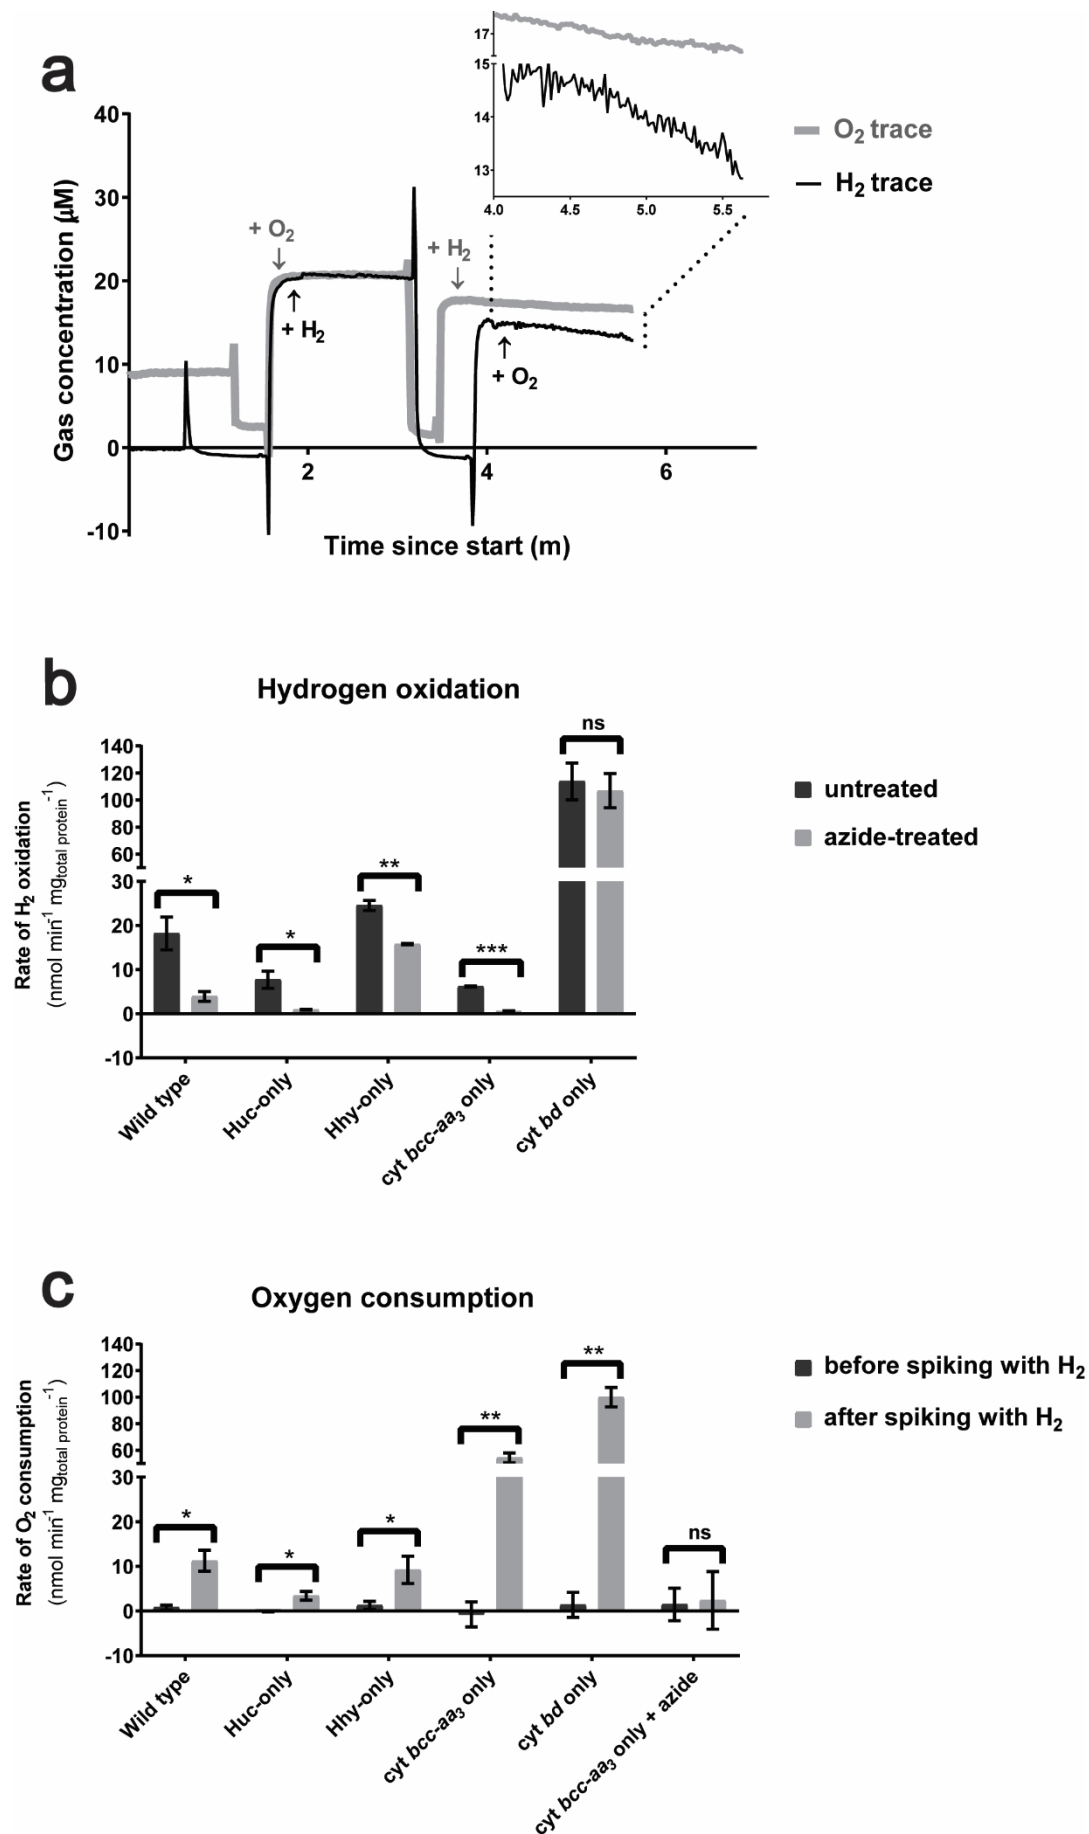 a
17
15
14
13
4.0 4.5 5.0 5.5
O2 trace
H2 trace
Gas concentration (µM)
40
30
20
10
0
-10
2 4 6
+ O2
+ H2
+ H2
+ O2
Time since start (m)
b
Hydrogen oxidation
Rate of H2 oxidation
(nmol min-1 mgtotal protein-1)
140
120
100
80
60
30
20
10
0
-10
* * ** *** ns
untreated
azide-treated
Wild type
Huc-only
Hhy-only
cyt bcc-aa3 only
cyt bd only
c
Oxygen consumption
Rate of O2 consumption
(nmol min-1 mgtotal protein-1)
140
120
100
80
60
30
20
10
0
-10
* * * ** ** ns
before spiking with H2
after spiking with H2
Wild type
Huc-only
Hhy-only
cyt bcc-aa3 only
cyt bd only
cyt bcc-aa3 only + azide